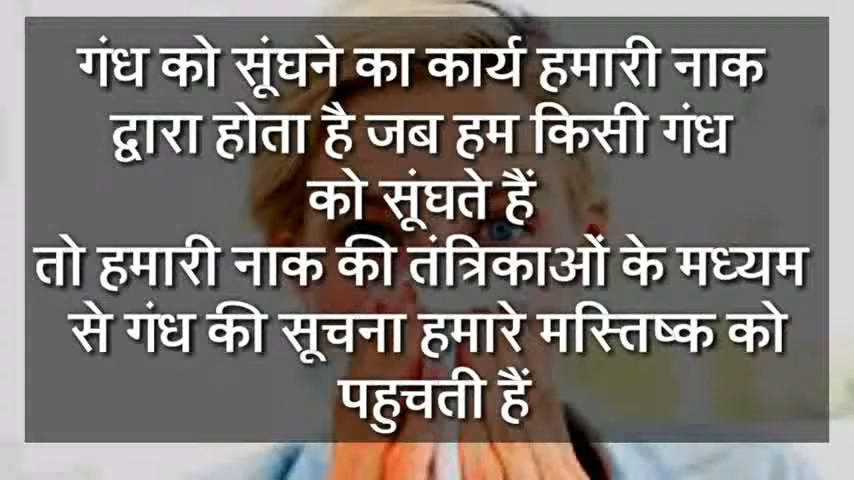 गंध को सूंघने का कार्य हमारी नाक
द्वारा होता है जब हम किसी गंध
को सूंघते हैं
तो हमारी नाक की तंत्रिकाओं के मध्यम
से गंध की सूचना हमारे मस्तिष्क को
पहुचती हैं